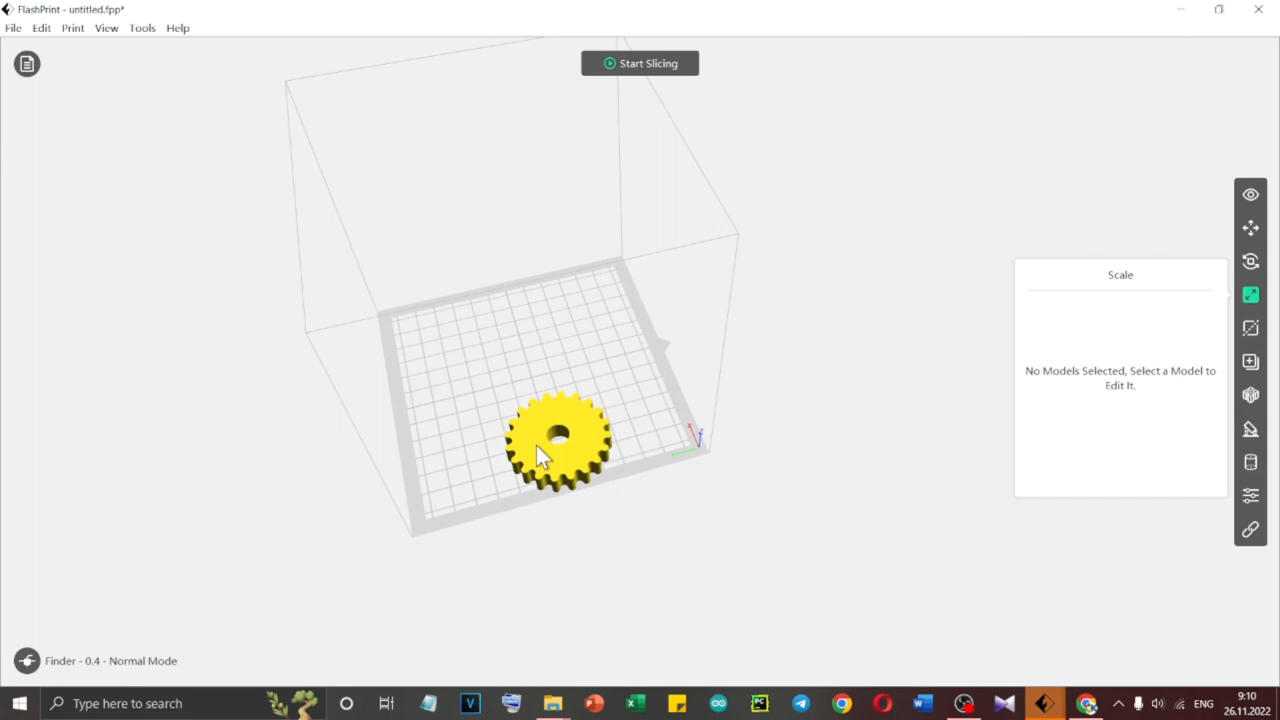 FlashPrint - untitled.fpp*
File Edit Print View Tools Help
Start Slicing
Scale
No Models Selected, Select a Model to
Edit It.
Finder - 0.4 - Normal Mode
Type here to search
ENG
9:10
26.11.2022